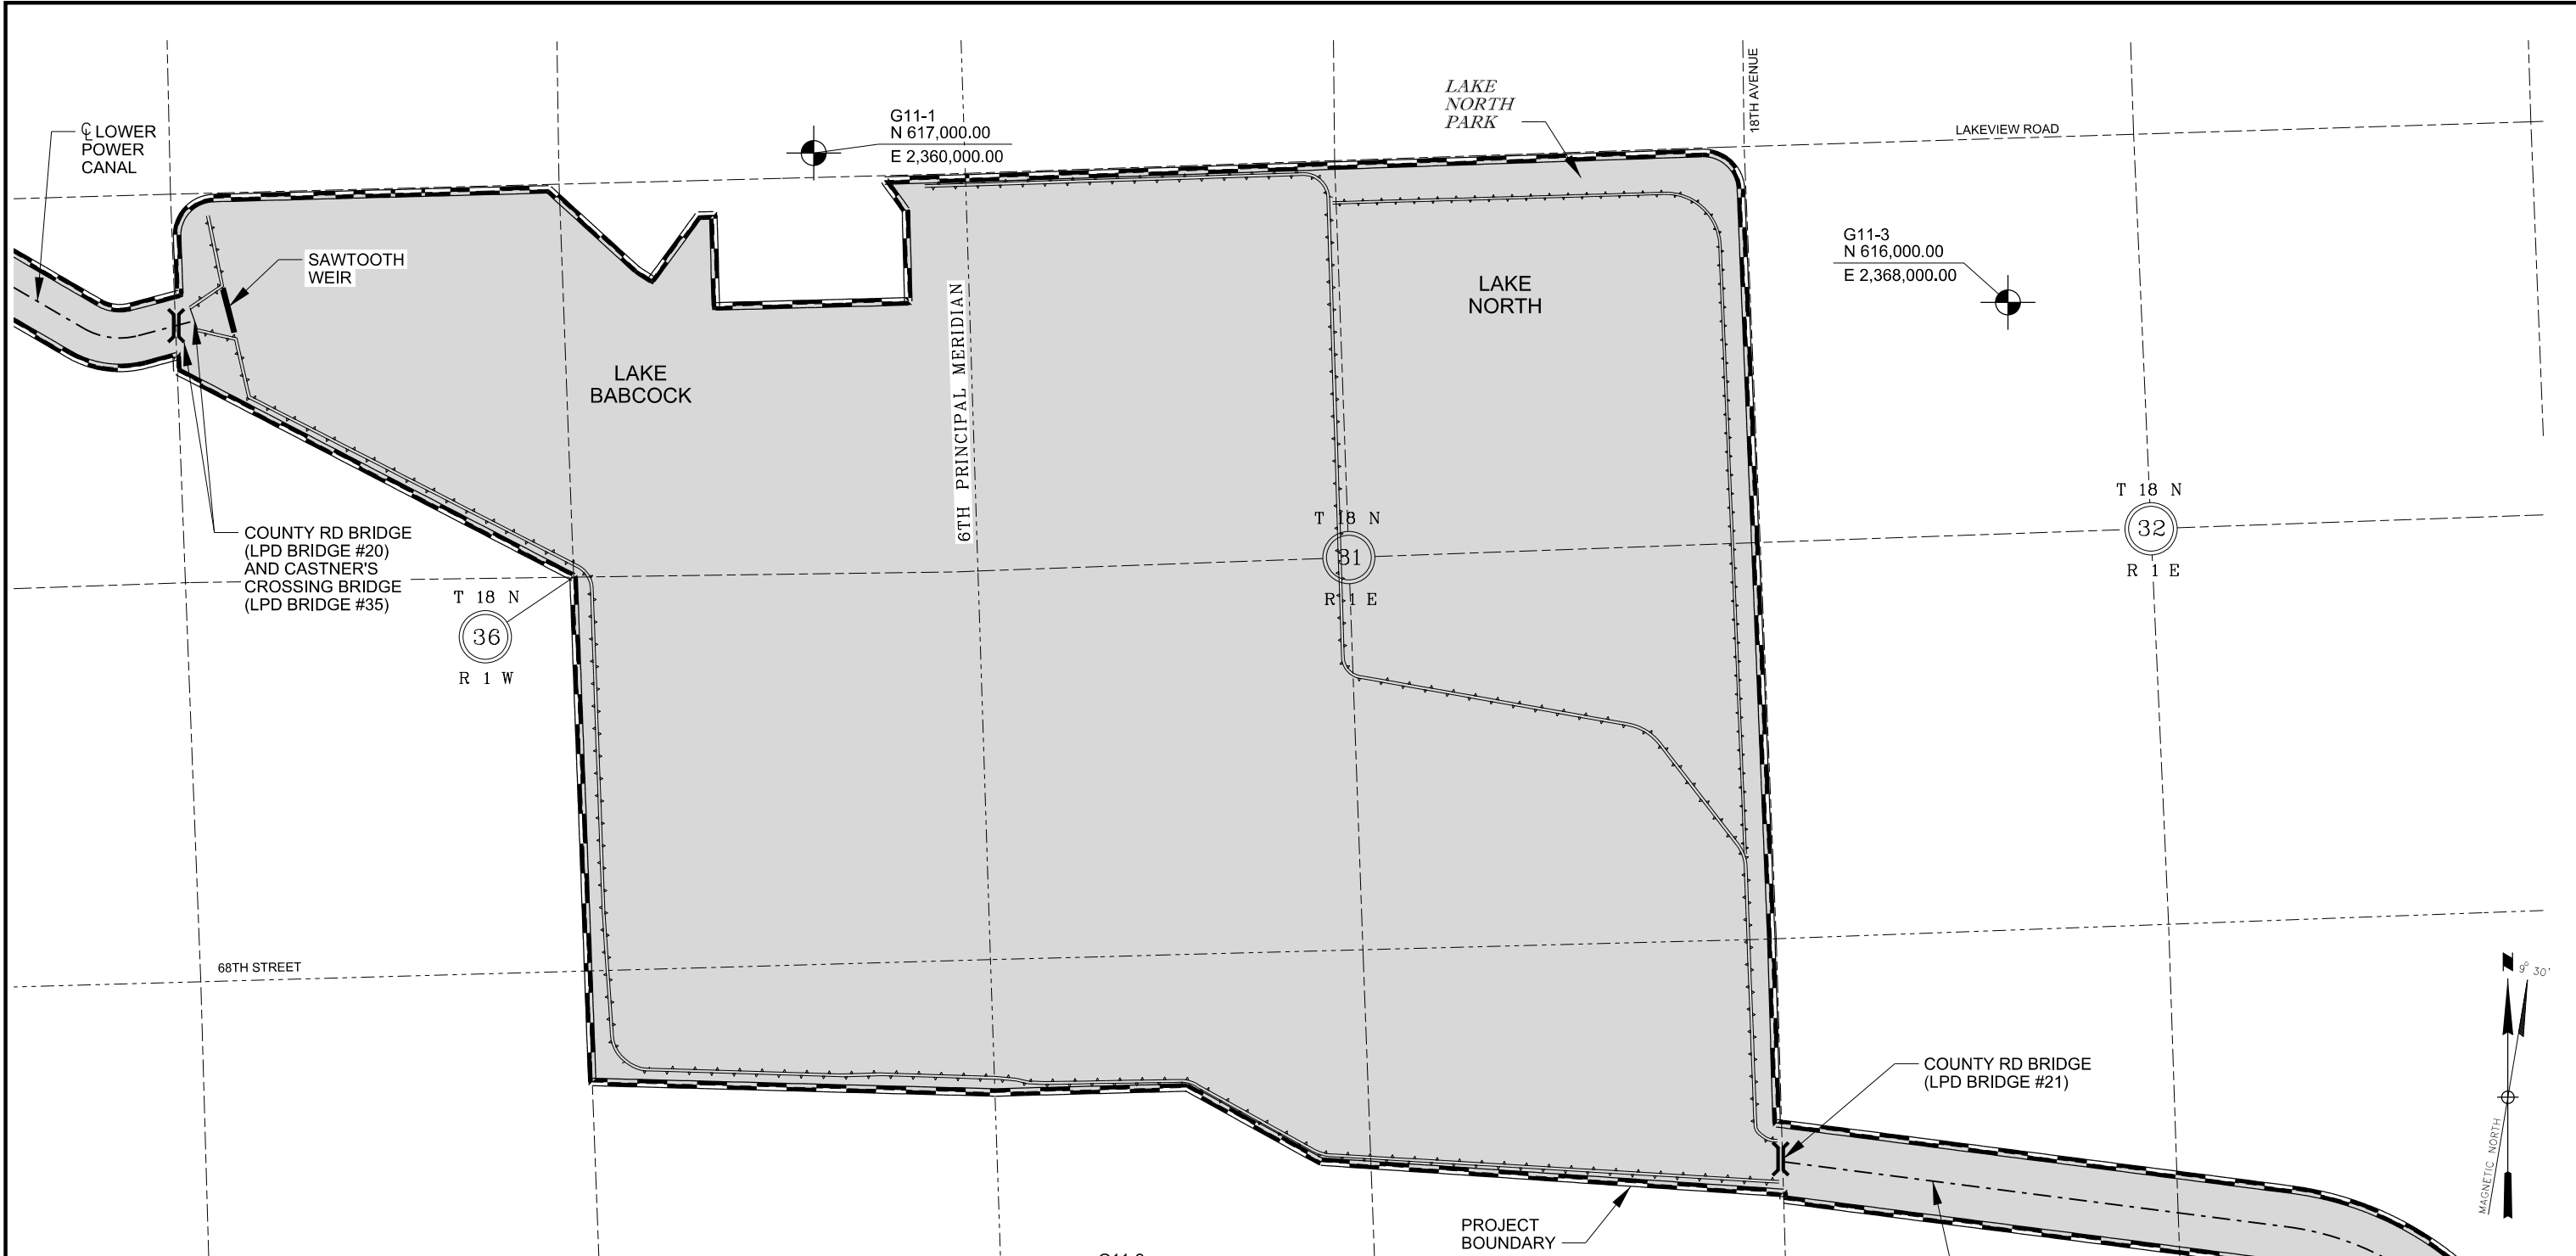 ℄ LOWER
POWER
CANAL
G11-1
N 617,000.00
E 2,360,000.00
LAKE
NORTH
PARK
18TH AVENUE
LAKEVIEW ROAD
SAWTOOTH
WEIR
G11-3
N 616,000.00
E 2,368,000.00
LAKE
BABCOCK
6TH PRINCIPAL MERIDIAN
LAKE
NORTH
COUNTY RD BRIDGE
(LPD BRIDGE #20)
AND CASTNER'S
CROSSING BRIDGE
(LPD BRIDGE #35)
T 18 N
36
R 1 W
T 18 N
31
R 1 E
T 18 N
32
R 1 E
68TH STREET
N
9° 30'
MAGNETIC NORTH
COUNTY RD BRIDGE
(LPD BRIDGE #21)
PROJECT
BOUNDARY